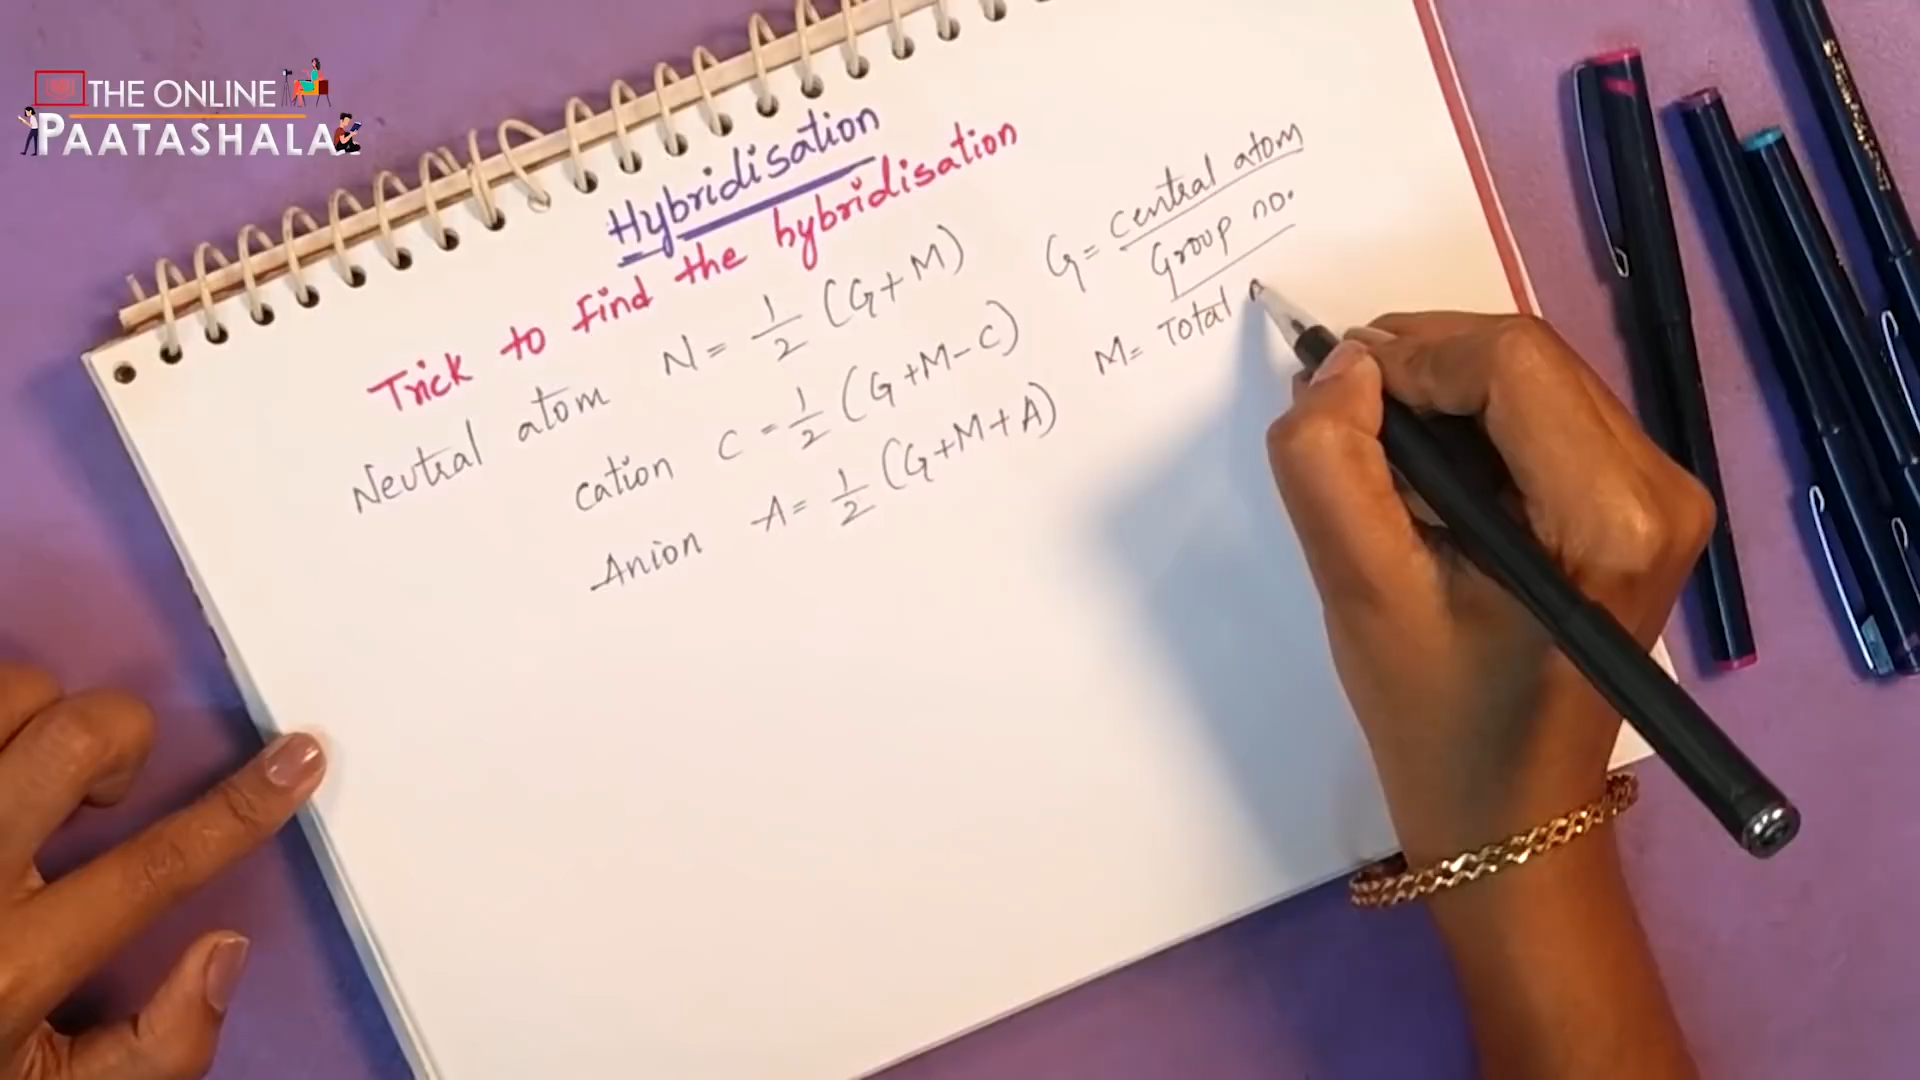 THE ONLINE
PAATASHALA
Hybridisation
Trick to find the hybridisation
Neutral atom N = 1/2 (G+M)
cation C = 1/2 (G+M-C)
Anion A = 1/2 (G+M+A)
G = central atom
Group no.
M = Total